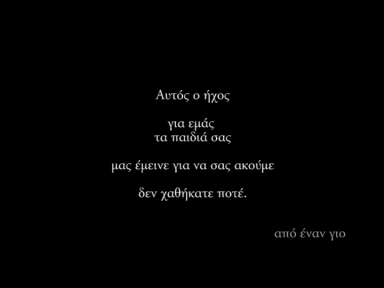 Αυτός ο ήχος
για εμάς
τα παιδιά σας
μας έμεινε για να σας ακούμε
δεν χαθήκατε ποτέ.
από έναν γιο